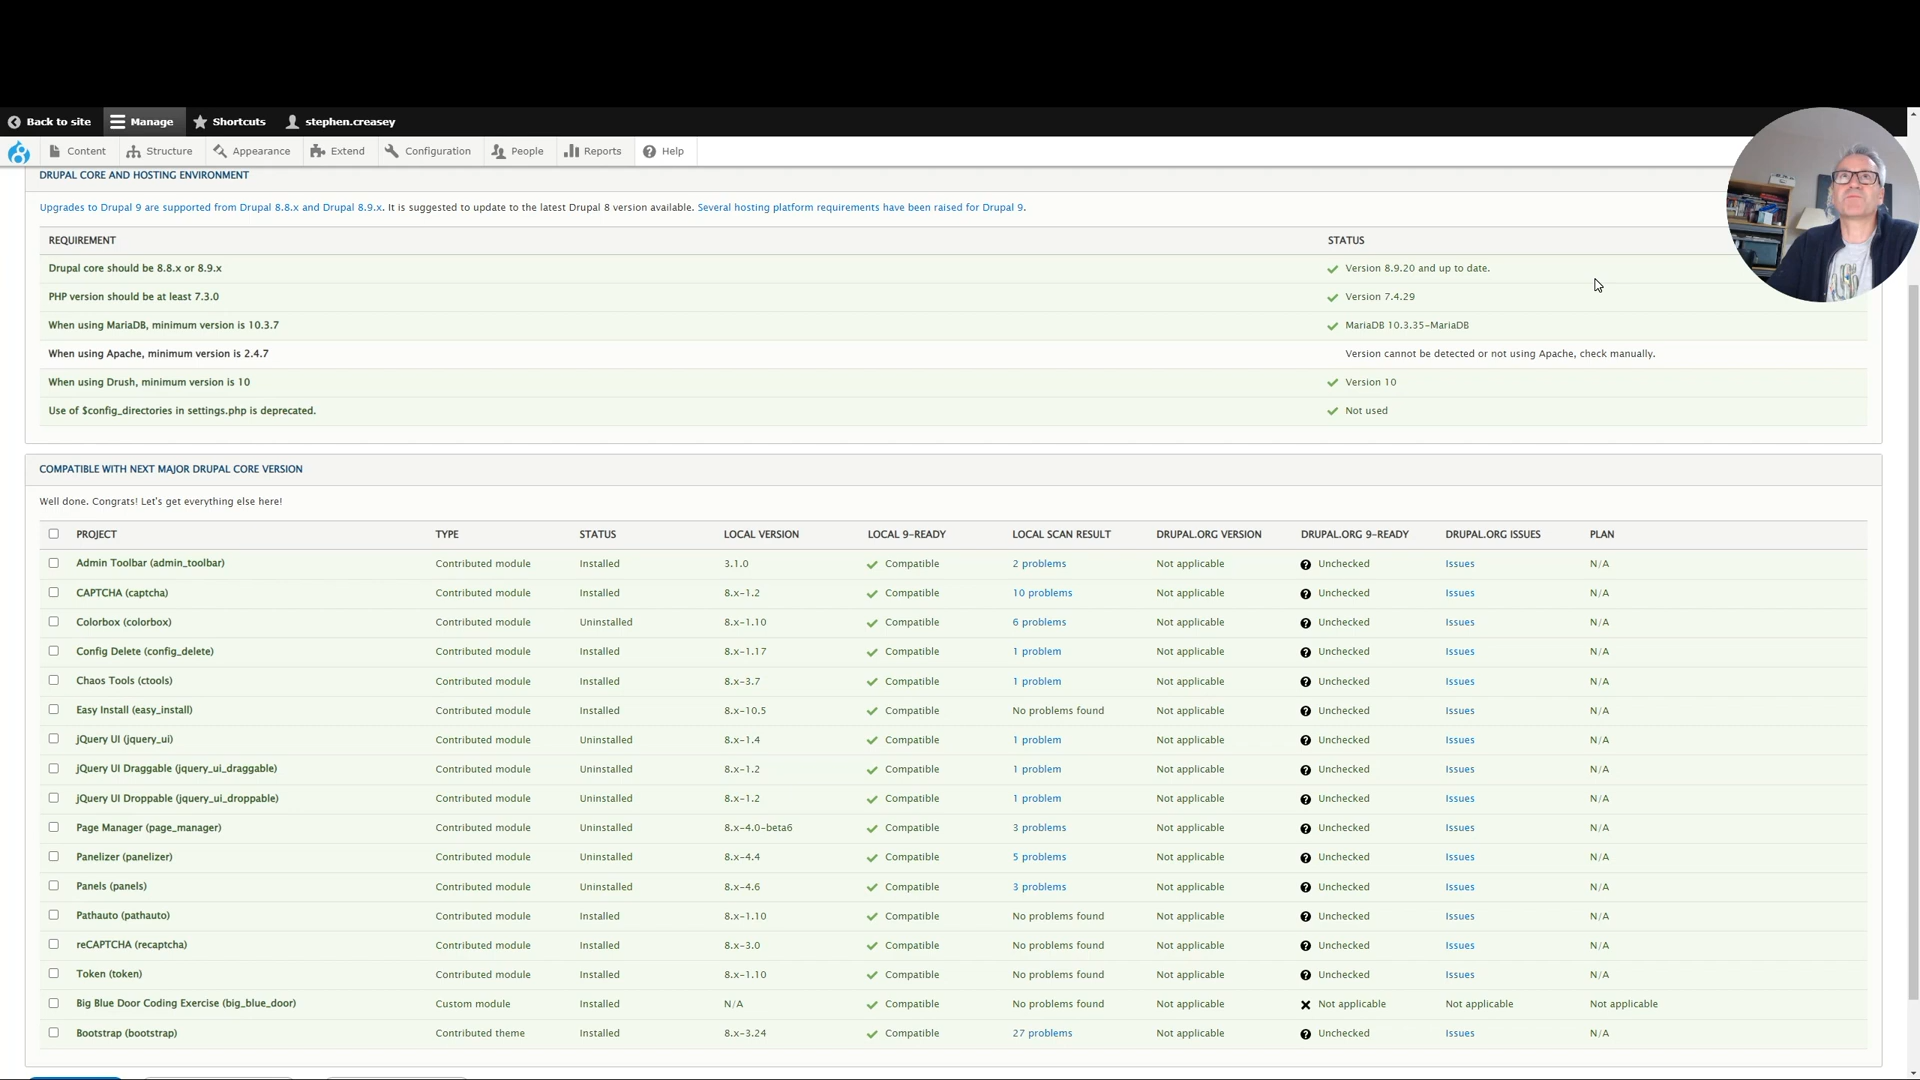 Back to site Manage Shortcuts stephen.creasey
Content Structure Appearance Extend Configuration People Reports Help
DRUPAL CORE AND HOSTING ENVIRONMENT
Upgrades to Drupal 9 are supported from Drupal 8.8.x and Drupal 8.9.x. It is suggested to update to the latest Drupal 8 version available. Several hosting platform requirements have been raised for Drupal 9.
REQUIREMENT STATUS
Drupal core should be 8.8.x or 8.9.x Version 8.9.20 and up to date.
PHP version should be at least 7.3.0 Version 7.4.29
When using MariaDB, minimum version is 10.3.7 MariaDB 10.3.35-MariaDB
When using Apache, minimum version is 2.4.7 Version cannot be detected or not using Apache, check manually.
When using Drush, minimum version is 10 Version 10
Use of $config_directories in settings.php is deprecated. Not used
COMPATIBLE WITH NEXT MAJOR DRUPAL CORE VERSION
Well done. Congrats! Let's get everything else here!
PROJECT TYPE STATUS LOCAL VERSION LOCAL 9-READY LOCAL SCAN RESULT DRUPAL.ORG VERSION DRUPAL.ORG 9-READY DRUPAL.ORG ISSUES PLAN
Admin Toolbar (admin_toolbar) Contributed module Installed 3.1.0 Compatible 2 problems Not applicable Unchecked Issues N/A
CAPTCHA (captcha) Contributed module Installed 8.x-1.2 Compatible 10 problems Not applicable Unchecked Issues N/A
Colorbox (colorbox) Contributed module Uninstalled 8.x-1.10 Compatible 6 problems Not applicable Unchecked Issues N/A
Config Delete (config_delete) Contributed module Installed 8.x-1.17 Compatible 1 problem Not applicable Unchecked Issues N/A
Chaos Tools (ctools) Contributed module Installed 8.x-3.7 Compatible 1 problem Not applicable Unchecked Issues N/A
Easy Install (easy_install) Contributed module Installed 8.x-10.5 Compatible No problems found Not applicable Unchecked Issues N/A
jQuery UI (jquery_ui) Contributed module Uninstalled 8.x-1.4 Compatible 1 problem Not applicable Unchecked Issues N/A
jQuery UI Draggable (jquery_ui_draggable) Contributed module Uninstalled 8.x-1.2 Compatible 1 problem Not applicable Unchecked Issues N/A
jQuery UI Droppable (jquery_ui_droppable) Contributed module Uninstalled 8.x-1.2 Compatible 1 problem Not applicable Unchecked Issues N/A
Page Manager (page_manager) Contributed module Uninstalled 8.x-4.0-beta6 Compatible 3 problems Not applicable Unchecked Issues N/A
Panelizer (panelizer) Contributed module Uninstalled 8.x-4.4 Compatible 5 problems Not applicable Unchecked Issues N/A
Panels (panels) Contributed module Uninstalled 8.x-4.6 Compatible 3 problems Not applicable Unchecked Issues N/A
Pathauto (pathauto) Contributed module Installed 8.x-1.10 Compatible No problems found Not applicable Unchecked Issues N/A
reCAPTCHA (recaptcha) Contributed module Installed 8.x-3.0 Compatible No problems found Not applicable Unchecked Issues N/A
Token (token) Contributed module Installed 8.x-1.10 Compatible No problems found Not applicable Unchecked Issues N/A
Big Blue Door Coding Exercise (big_blue_door) Custom module Installed N/A Compatible No problems found Not applicable Not applicable Not applicable Not applicable
Bootstrap (bootstrap) Contributed theme Installed 8.x-3.24 Compatible 27 problems Not applicable Unchecked Issues N/A